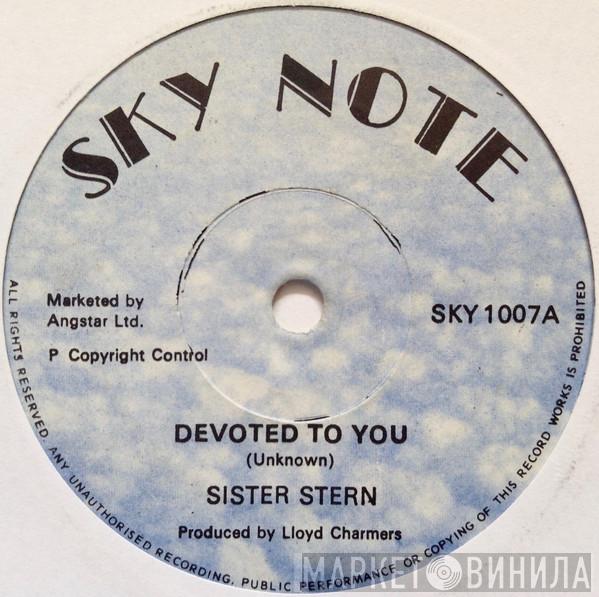 SKY NOTE
Marketed by
Angstar Ltd.
SKY 1007A
P Copyright Control
DEVOTED TO YOU
(Unknown)
SISTER STERN
Produced by Lloyd Charmers
ALL RIGHTS RESERVED. ANY UNAUTHORISED RECORDING, PUBLIC PERFORMANCE OR COPYING OF THIS RECORD WORKS IS PROHIBITED
МАРКЕТ ВИНИЛА